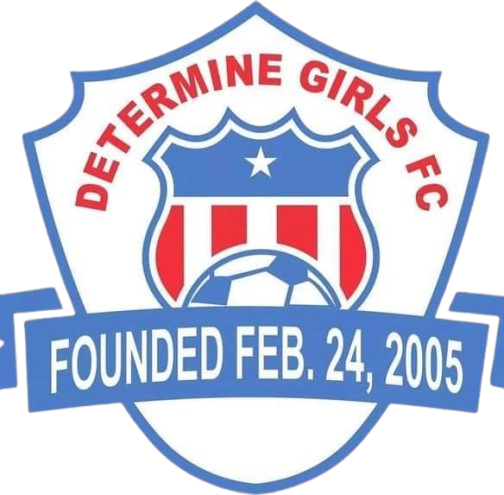 DETERMINE GIRLS FC
FOUNDED FEB. 24, 2005